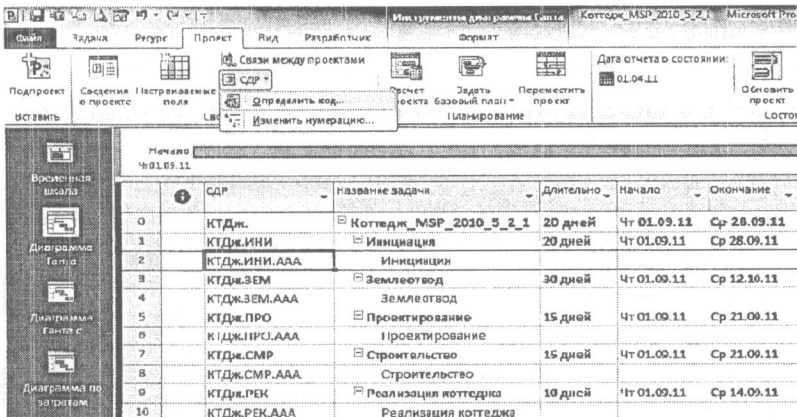 Инструменты диаграммы Ганта Коттедж_MSP_2010_5_2_1 Microsoft Pro
Файл Задача Ресурс Проект Вид Разработчик Формат
Подпроект
Сведения о проекте
Настраиваемые поля
Связи между проектами
СДР
Определить код...
Изменить нумерацию...
Расчет проекта
Задать базовый план
Переместить проект
Дата отчета о состоянии:
01.04.11
Обновить проект
Вставить Планирование Состо
Временная шкала
Диаграмма Ганта
Диаграмма Ганта с
Диаграмма по затратам
Начало
Чт 01.09.11
СДР Название задачи Длительно Начало Окончание
0 КТДж. Коттедж_MSP_2010_5_2_1 20 дней Чт 01.09.11 Ср 28.09.11
1 КТДж.ИНИ Инициация 20 дней Чт 01.09.11 Ср 28.09.11
2 КТДж.ИНИ.ААА Инициация
3 КТДж.ЗЕМ Землеотвод 30 дней Чт 01.09.11 Ср 12.10.11
4 КТДж.ЗЕМ.ААА Землеотвод
5 КТДж.ПРО Проектирование 15 дней Чт 01.09.11 Ср 21.09.11
6 КТДж.ПРО.ААА Проектирование
7 КТДж.СМР Строительство 15 дней Чт 01.09.11 Ср 21.09.11
8 КТДж.СМР.ААА Строительство
9 КТДж.РЕК Реализация коттеджа 10 дней Чт 01.09.11 Ср 14.09.11
10 КТДж.РЕК.ААА Реализация коттеджа